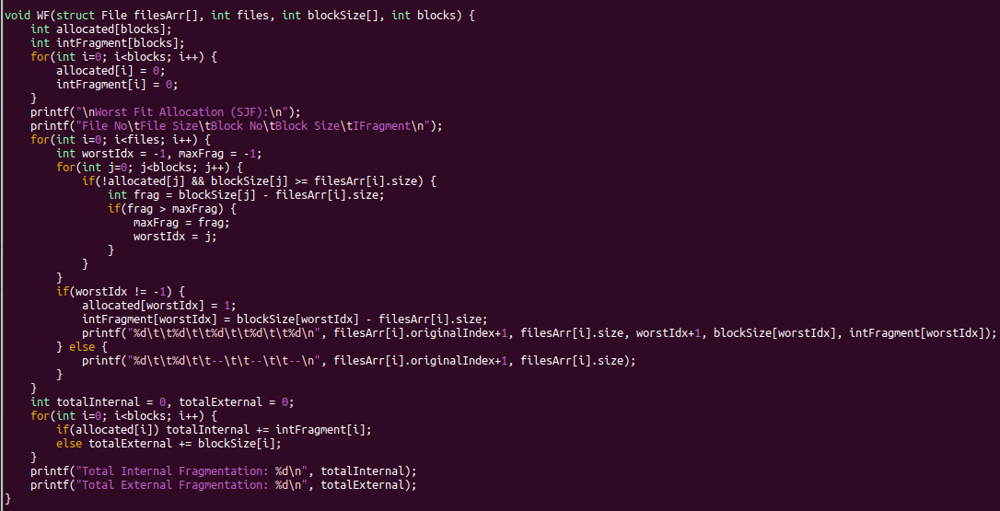 void WF(struct File filesArr[], int files, int blockSize[], int blocks) {
    int allocated[blocks];
    int intFragment[blocks];
    for(int i=0; i<blocks; i++) {
        allocated[i] = 0;
        intFragment[i] = 0;
    }
    printf("\nWorst Fit Allocation (SJF):\n");
    printf("File No\tFile Size\tBlock No\tBlock Size\tIFragment\n");
    for(int i=0; i<files; i++) {
        int worstIdx = -1, maxFrag = -1;
        for(int j=0; j<blocks; j++) {
            if(!allocated[j] && blockSize[j] >= filesArr[i].size) {
                int frag = blockSize[j] - filesArr[i].size;
                if(frag > maxFrag) {
                    maxFrag = frag;
                    worstIdx = j;
                }
            }
        }
        if(worstIdx != -1) {
            allocated[worstIdx] = 1;
            intFragment[worstIdx] = blockSize[worstIdx] - filesArr[i].size;
            printf("%d\t\t%d\t\t%d\t\t%d\t\t%d\n", filesArr[i].originalIndex+1, filesArr[i].size, worstIdx+1, blockSize[worstIdx], intFragment[worstIdx]);
        } else {
            printf("%d\t\t%d\t\t--\t\t--\t\t--\n", filesArr[i].originalIndex+1, filesArr[i].size);
        }
    }
    int totalInternal = 0, totalExternal = 0;
    for(int i=0; i<blocks; i++) {
        if(allocated[i]) totalInternal += intFragment[i];
        else totalExternal += blockSize[i];
    }
    printf("Total Internal Fragmentation: %d\n", totalInternal);
    printf("Total External Fragmentation: %d\n", totalExternal);
}